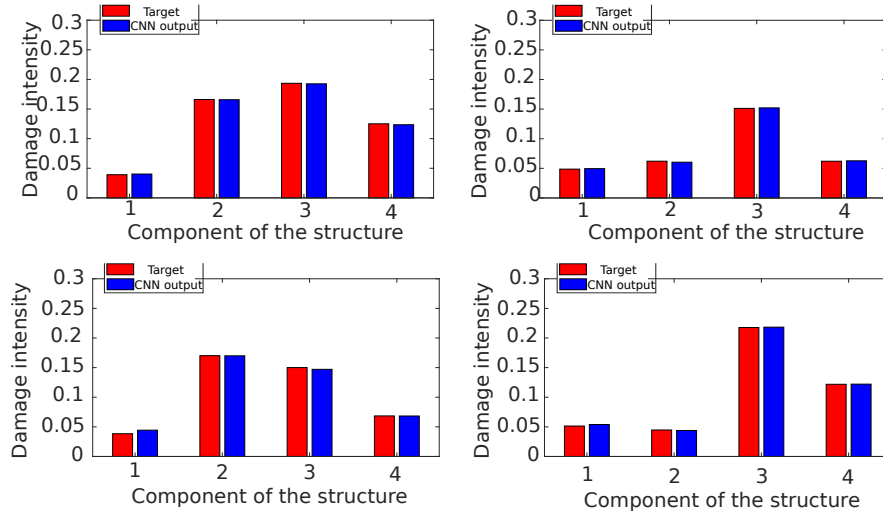 0.3
0.25
0.2
0.15
0.1
0.05
0
Damage intensity
Target
CNN output
1 2 3 4
Component of the structure
0.3
0.25
0.2
0.15
0.1
0.05
0
Damage intensity
Target
CNN output
1 2 3 4
Component of the structure
0.3
0.25
0.2
0.15
0.1
0.05
0
Damage intensity
Target
CNN output
1 2 3 4
Component of the structure
0.3
0.25
0.2
0.15
0.1
0.05
0
Damage intensity
Target
CNN output
1 2 3 4
Component of the structure